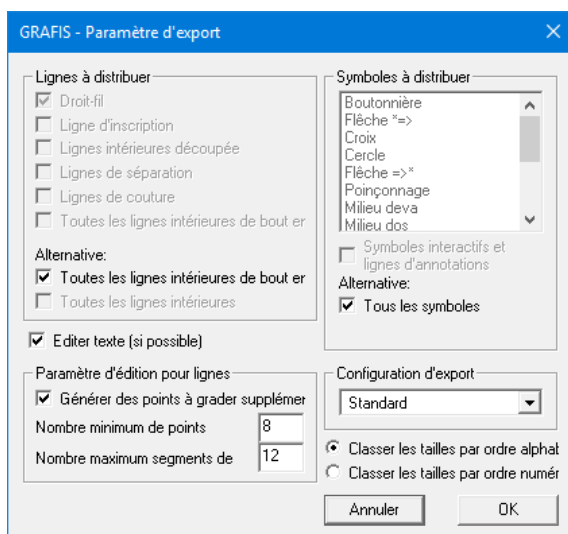 GRAFIS - Paramètre d'export
Lignes à distribuer
Droit-fil
Ligne d'inscription
Lignes intérieures découpée
Lignes de séparation
Lignes de couture
Toutes les lignes intérieures de bout er
Alternative:
Toutes les lignes intérieures de bout er
Toutes les lignes intérieures
Symboles à distribuer
Boutonnière
Flêche *=>
Croix
Cercle
Flêche =>*
Poinçonnage
Milieu deva
Milieu dos
Symboles interactifs et
lignes d'annotations
Alternative:
Tous les symboles
Editer texte (si possible)
Paramètre d'édition pour lignes
Générer des points à grader supplémer
Nombre minimum de points
8
Nombre maximum segments de
12
Configuration d'export
Standard
Classer les tailles par ordre alphat
Classer les tailles par ordre numér
Annuler
OK